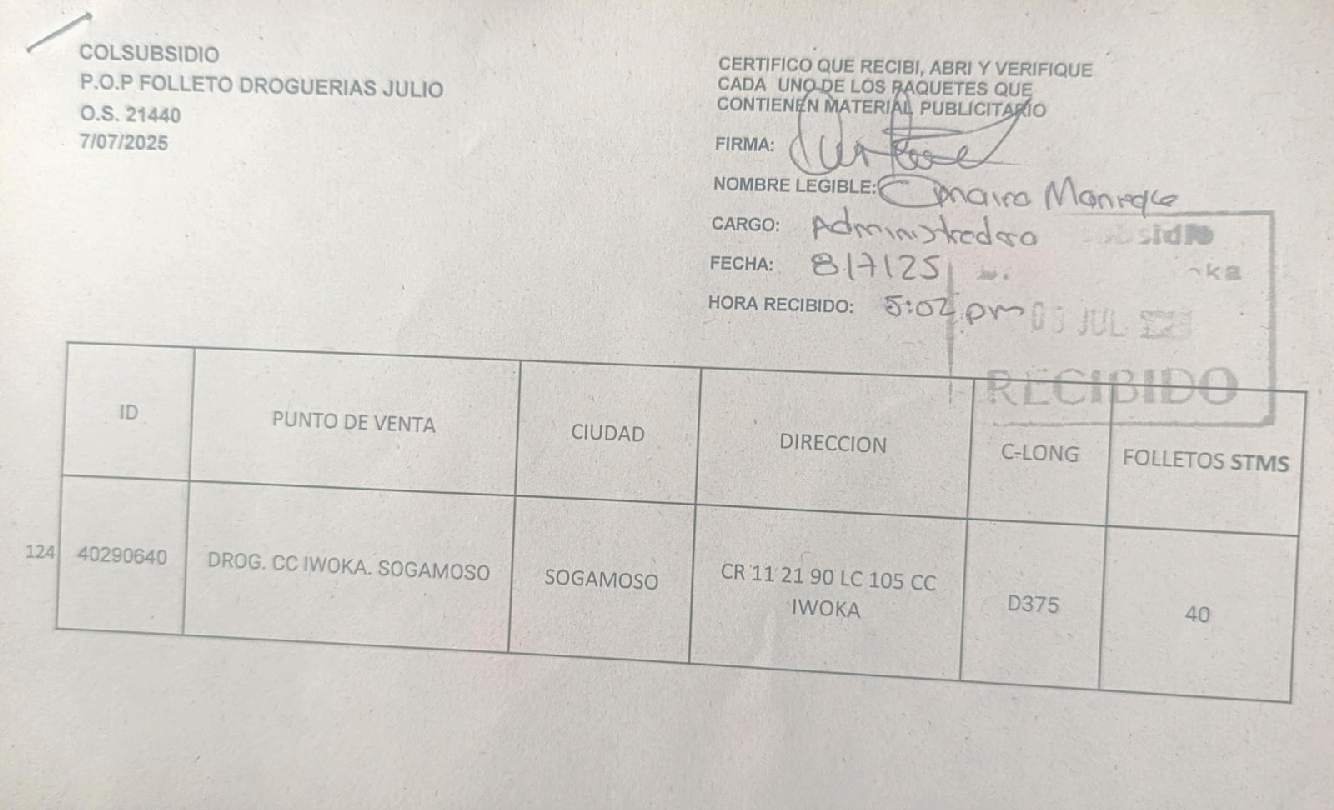 COLSUBSIDIO
P.O.P FOLLETO DROGUERIAS JULIO
O.S. 21440
7/07/2025
CERTIFICO QUE RECIBI, ABRI Y VERIFIQUE
CADA UNO DE LOS PAQUETES QUE
CONTIENEN MATERIAL PUBLICITARIO
FIRMA:
NOMBRE LEGIBLE: Omaira Manrique
CARGO: Administradora
FECHA: 8/7/25
HORA RECIBIDO: 5:02 pm
JUL
RECIBIDO
ID PUNTO DE VENTA CIUDAD DIRECCION C-LONG FOLLETOS STMS
124 40290640 DROG. CC IWOKA. SOGAMOSO SOGAMOSO CR 11 21 90 LC 105 CC D375 40
IWOKA